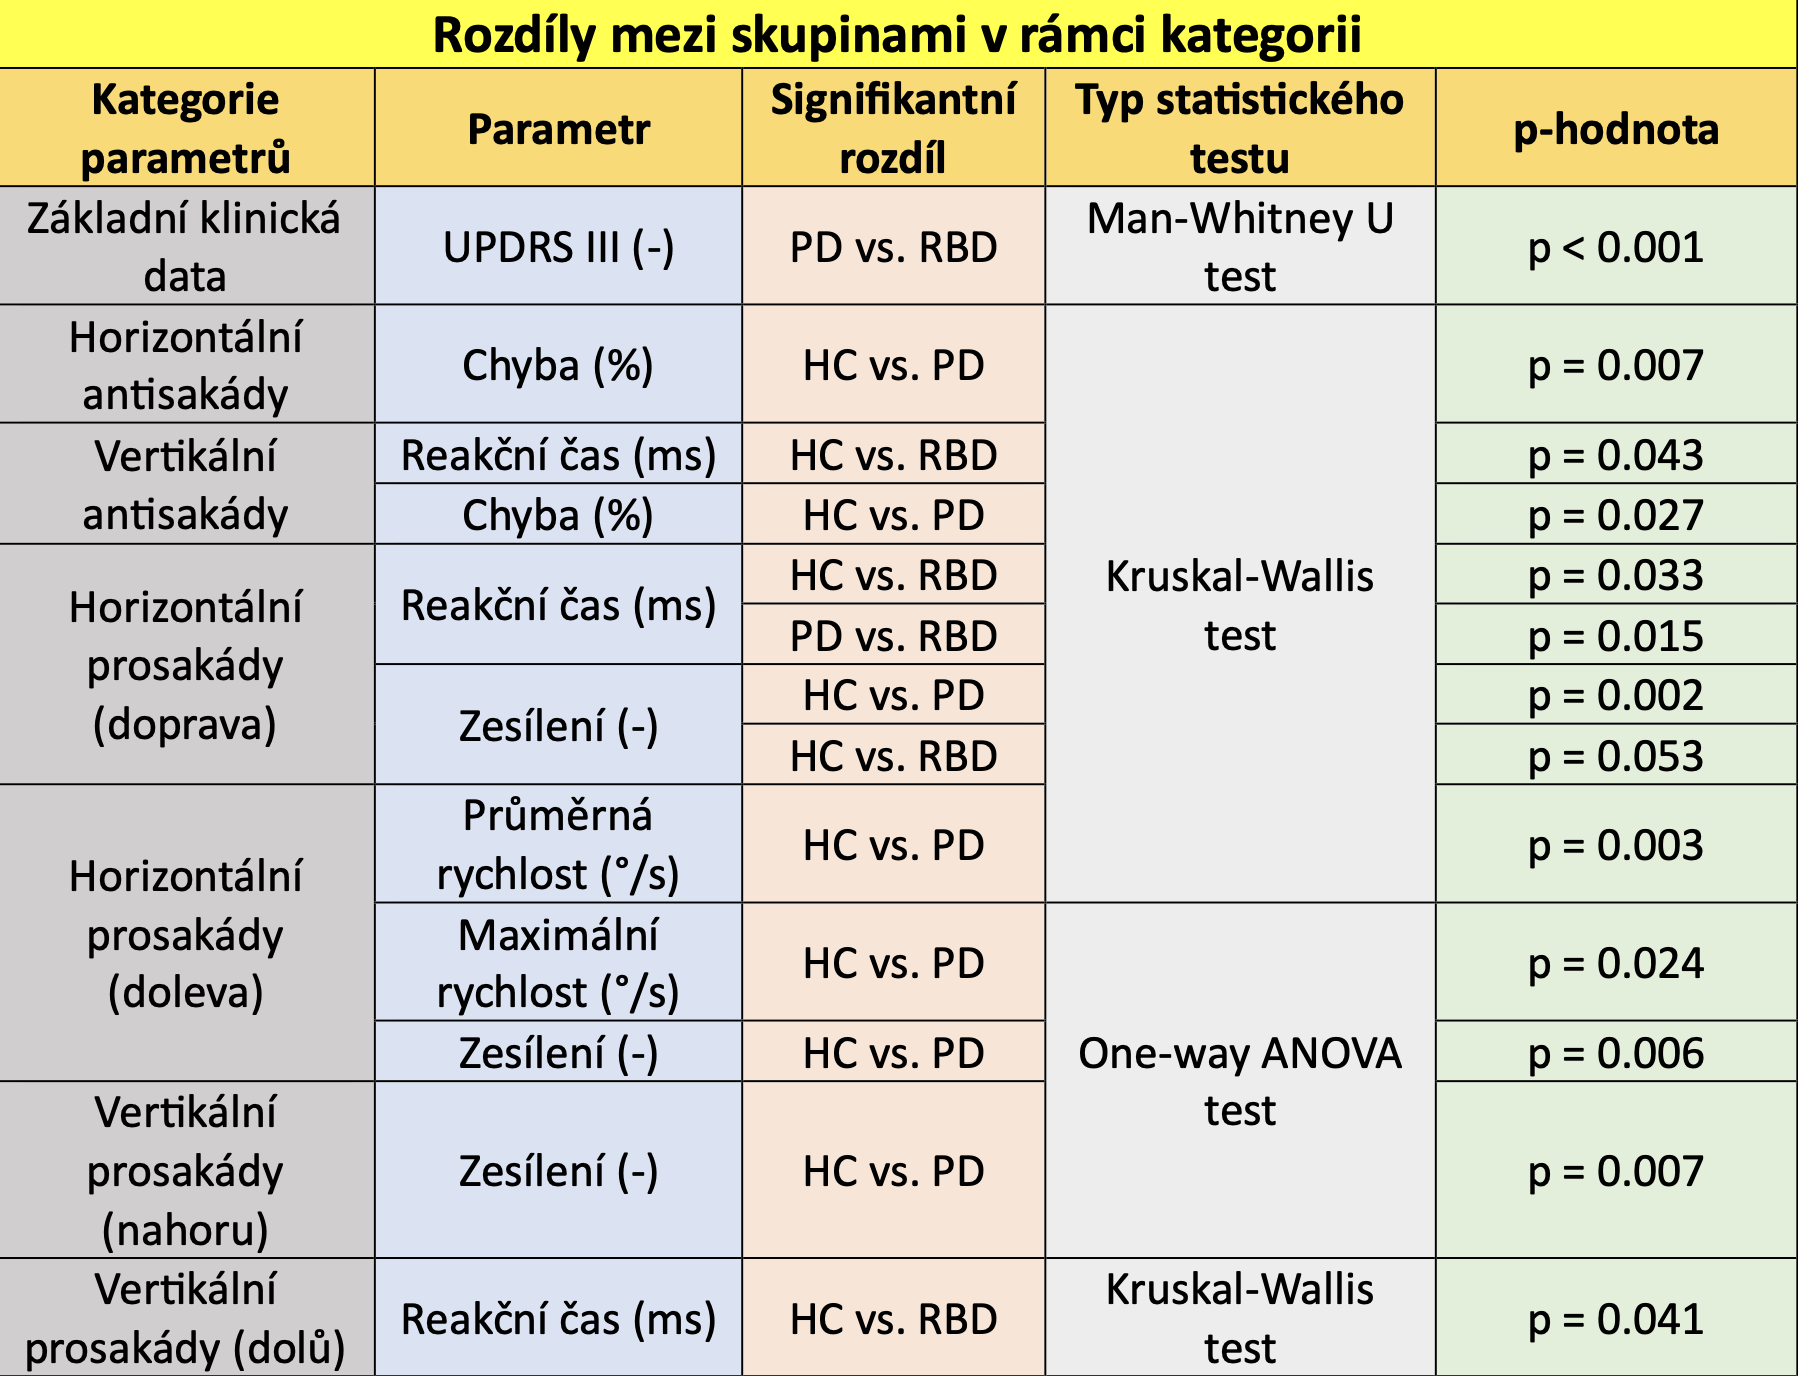 Rozdíly mezi skupinami v rámci kategorii
Kategorie
parametrů
Parametr
Signifikantní
rozdíl
Typ statistického
testu
p-hodnota
Základní klinická
data
UPDRS III (-)
PD vs. RBD
Man-Whitney U
test
p < 0.001
Horizontální
antisakády
Chyba (%)
HC vs. PD
Kruskal-Wallis
test
p = 0.007
Vertikální
antisakády
Reakční čas (ms)
HC vs. RBD
p = 0.043
Chyba (%)
HC vs. PD
p = 0.027
Horizontální
prosakády
(doprava)
Reakční čas (ms)
HC vs. RBD
p = 0.033
PD vs. RBD
p = 0.015
Zesílení (-)
HC vs. PD
p = 0.002
HC vs. RBD
p = 0.053
Horizontální
prosakády
(doleva)
Průměrná
rychlost (°/s)
HC vs. PD
p = 0.003
Maximální
rychlost (°/s)
HC vs. PD
One-way ANOVA
test
p = 0.024
Zesílení (-)
HC vs. PD
p = 0.006
Vertikální
prosakády
(nahoru)
Zesílení (-)
HC vs. PD
p = 0.007
Vertikální
prosakády (dolů)
Reakční čas (ms)
HC vs. RBD
Kruskal-Wallis
test
p = 0.041